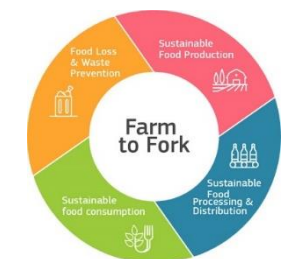 Food Loss
& Waste
Prevention
Sustainable
Food Production
Farm
to Fork
Sustainable
food consumption
Sustainable
Food
Processing &
Distribution